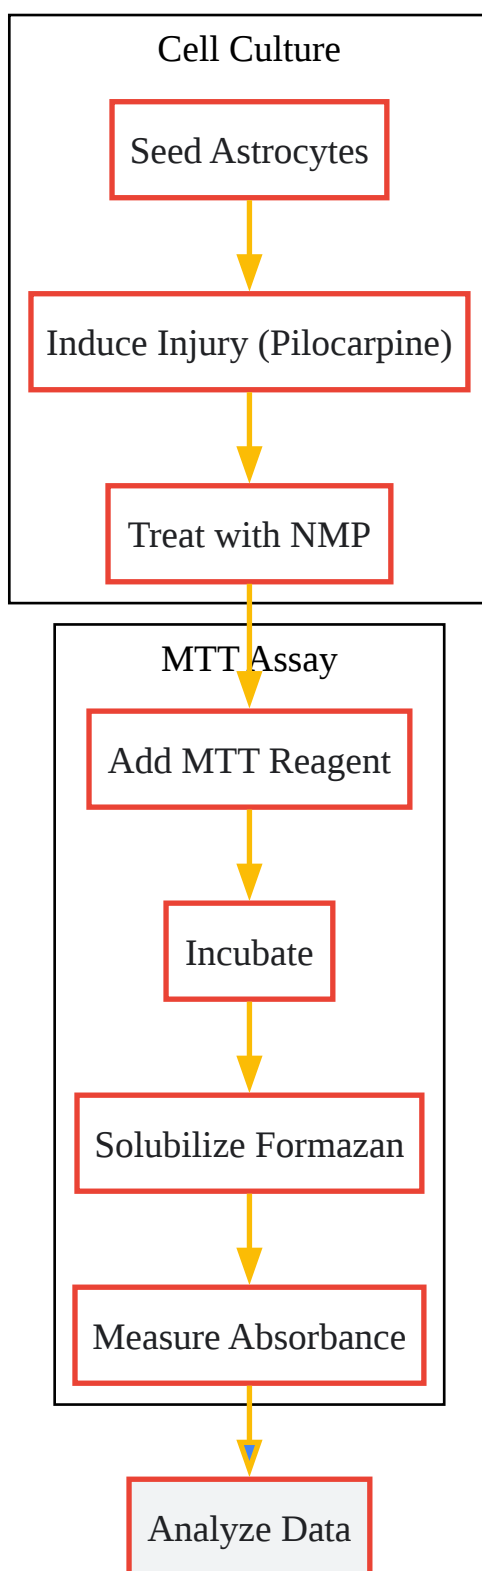 Cell Culture
Seed Astrocytes
Induce Injury (Pilocarpine)
Treat with NMP
MTT Assay
Add MTT Reagent
Incubate
Solubilize Formazan
Measure Absorbance
Analyze Data